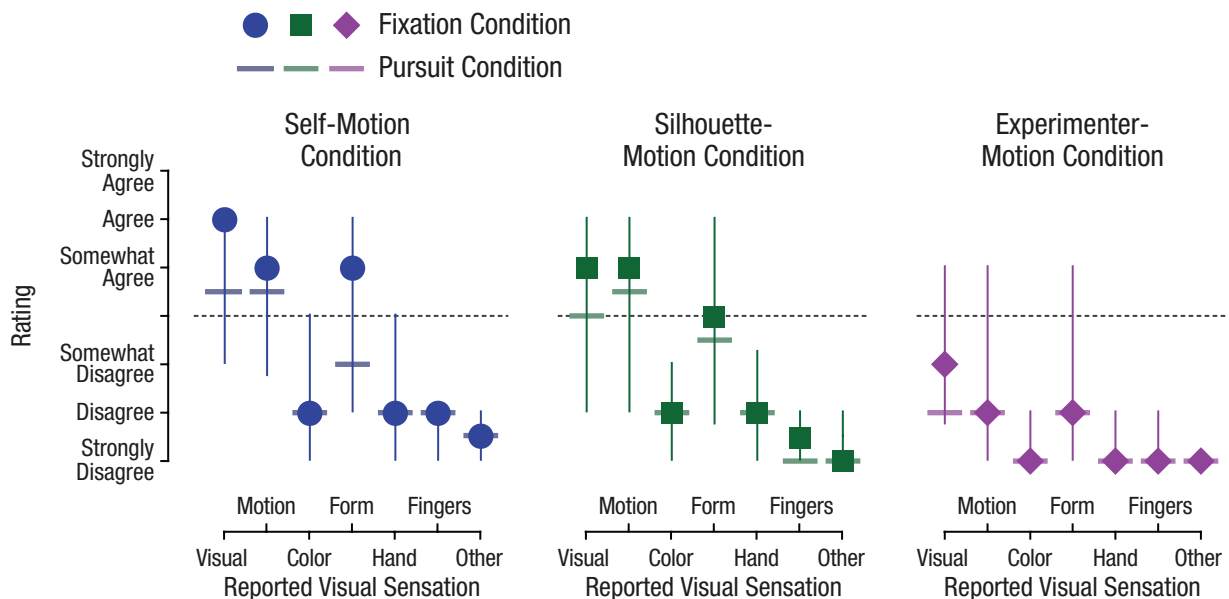 Fixation Condition
Pursuit Condition
Self-Motion
Condition
Silhouette-
Motion Condition
Experimenter-
Motion Condition
Rating
Strongly
Agree
Agree
Somewhat
Agree
Somewhat
Disagree
Disagree
Strongly
Disagree
Motion Form Fingers
Visual Color Hand Other
Reported Visual Sensation
Motion Form Fingers
Visual Color Hand Other
Reported Visual Sensation
Motion Form Fingers
Visual Color Hand Other
Reported Visual Sensation